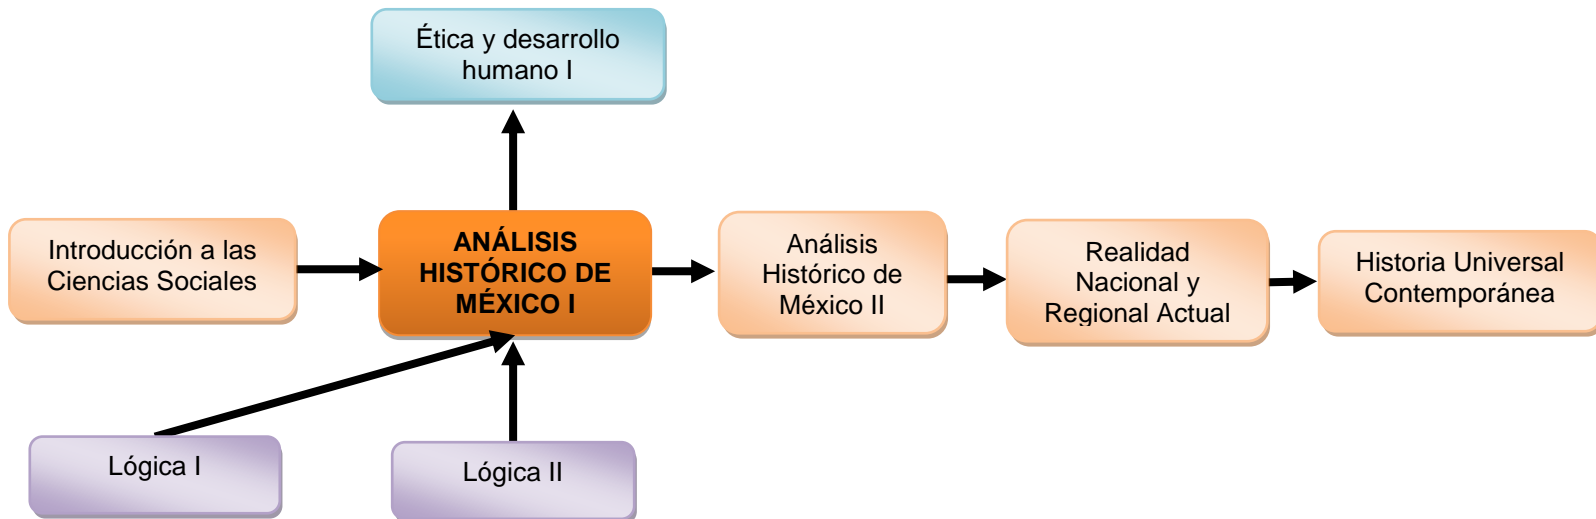 Ética y desarrollo
humano I
Introducción a las
Ciencias Sociales
ANÁLISIS
HISTÓRICO DE
MÉXICO I
Análisis
Histórico de
México II
Realidad
Nacional y
Regional Actual
Historia Universal
Contemporánea
Lógica I
Lógica II